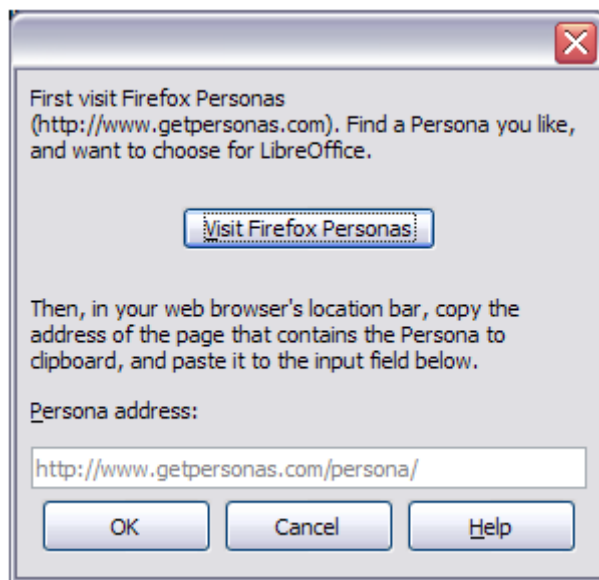 First visit Firefox Personas
(http://www.getpersonas.com). Find a Persona you like,
and want to choose for LibreOffice.
Visit Firefox Personas
Then, in your web browser's location bar, copy the
address of the page that contains the Persona to
clipboard, and paste it to the input field below.
Persona address:
http://www.getpersonas.com/persona/
OK Cancel Help